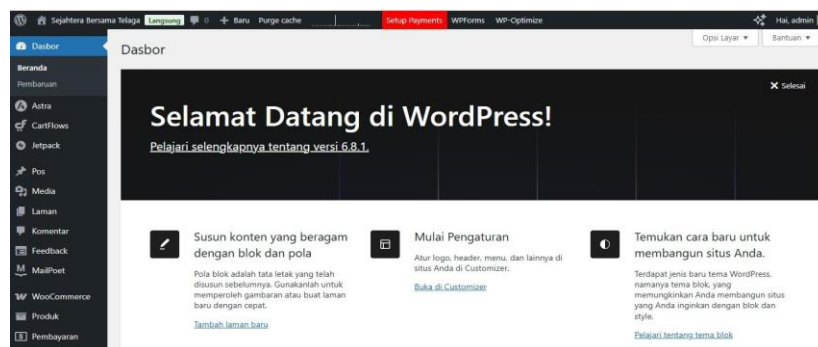 Sejahtera Bersama Telaga Langsung 0 + Baru Purge cache Setup Payments WPForms WP-Optimize Hai, admin
Opsi Layar ▼ Bantuan ▼
Dasbor
Beranda
Pembaruan
Astra
CartFlows
Jetpack
Pos
Media
Laman
Komentar
Feedback
MailPoet
WooCommerce
Produk
Pembayaran
Dasbor
Selesai
Selamat Datang di WordPress!
Pelajari selengkapnya tentang versi 6.8.1.
Susun konten yang beragam
dengan blok dan pola
Pola blok adalah tata letak yang telah
disusun sebelumnya. Gunakanlah untuk
memperoleh gambaran atau buat laman
baru dengan cepat.
Tambah laman baru
Mulai Pengaturan
Atur logo, header, menu, dan lainnya di
situs Anda di Customizer.
Buka di Customizer
Temukan cara baru untuk
membangun situs Anda.
Terdapat jenis baru tema WordPress,
namanya tema blok, yang
memungkinkan Anda membangun situs
yang Anda inginkan dengan blok dan
style.
Pelajari tentang tema blok